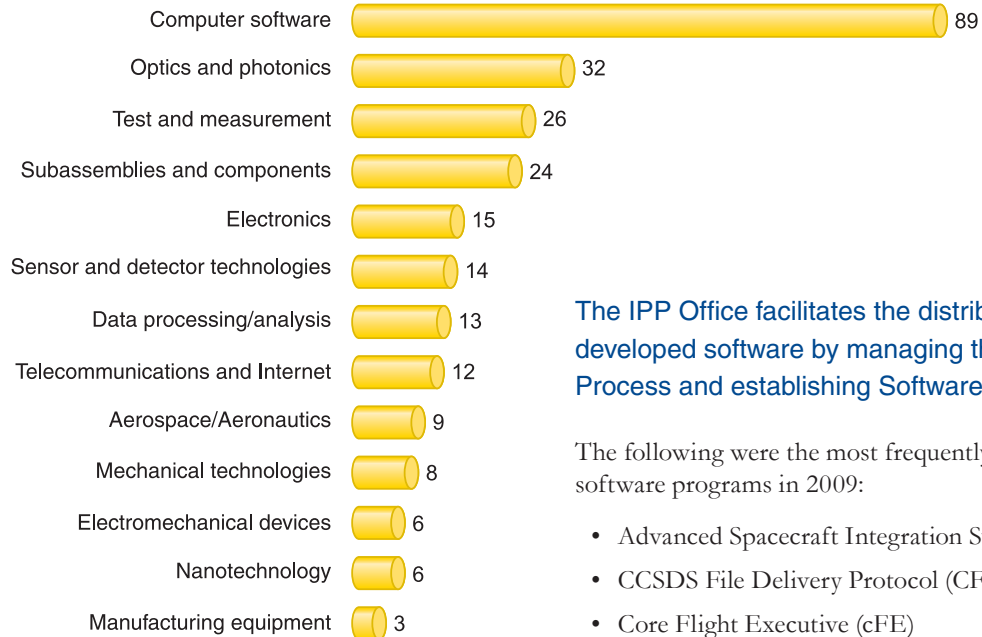 Computer software 89
Optics and photonics 32
Test and measurement 26
Subassemblies and components 24
Electronics 15
Sensor and detector technologies 14
Data processing/analysis 13
Telecommunications and Internet 12
Aerospace/Aeronautics 9
Mechanical technologies 8
Electromechanical devices 6
Nanotechnology 6
Manufacturing equipment 3
The IPP Office facilitates the
developed software by managing
Process and establishing Software
The following were the most
software programs in 2009:
• Advanced Spacecraft Integration
• CCSDS File Delivery Protocol
• Core Flight Executive (cFE)